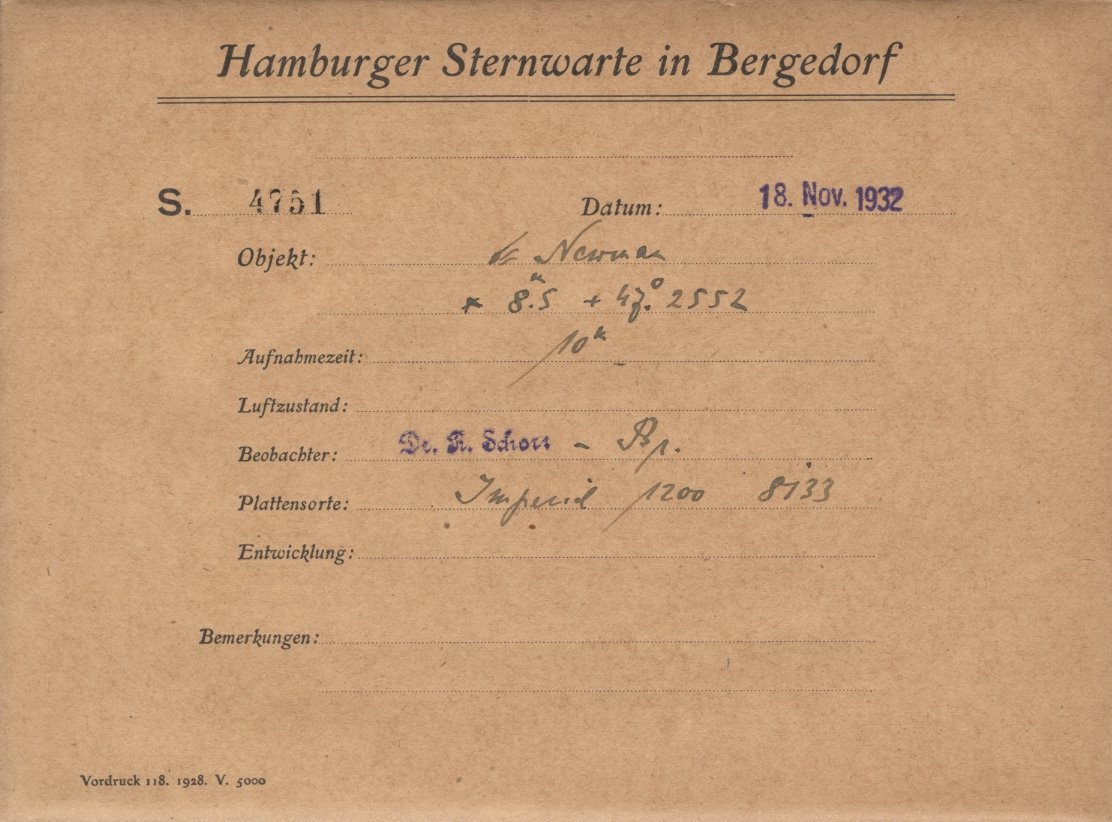 Hamburger Sternwarte in Bergedorf
S. 4751 Datum: 18. Nov. 1932
Objekt: Newman
* 8.5 + 47.° 2552
Aufnahmezeit: 10
Luftzustand:
Beobachter: Dr. R. Schorr –
Plattensorte: Imperial 1200 8133
Entwicklung:
Bemerkungen:
Vordruck 118. 1928. V. 5000